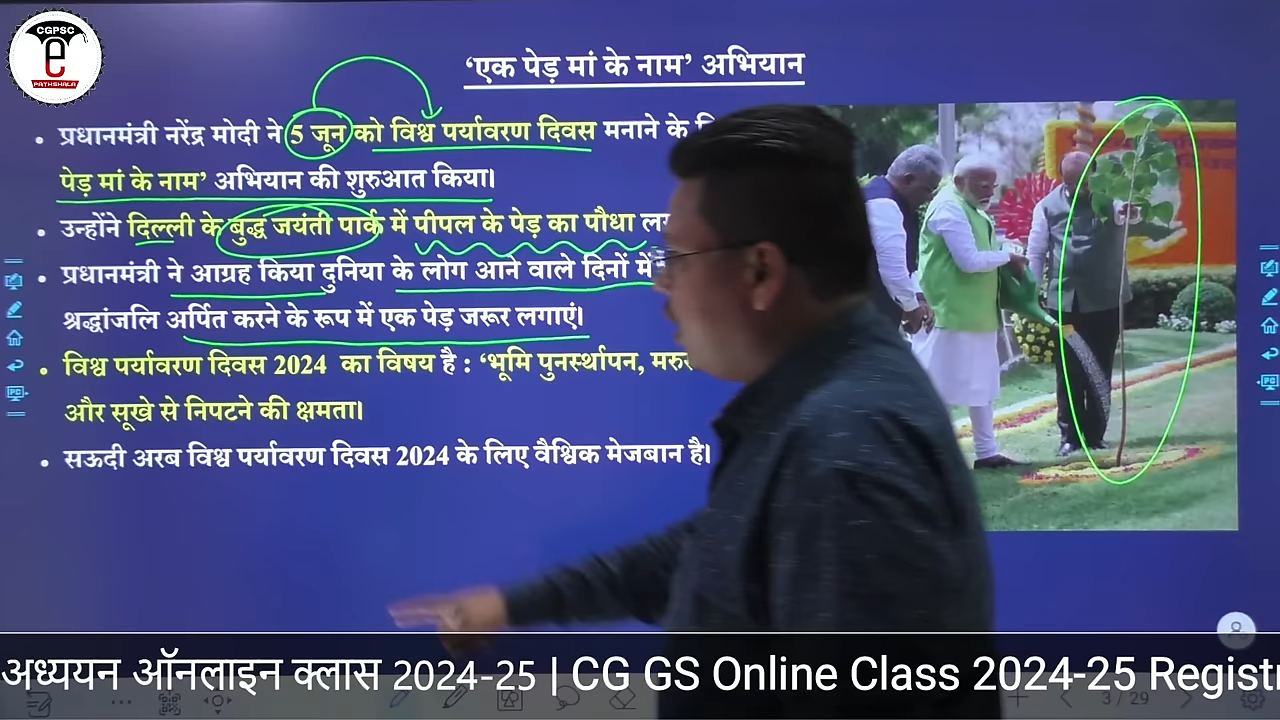 CGPSC
e
PATHSHALA
‘एक पेड़ मां के नाम’ अभियान
• प्रधानमंत्री नरेंद्र मोदी ने 5 जून को विश्व पर्यावरण दिवस मनाने के
पेड़ मां के नाम’ अभियान की शुरुआत किया।
• उन्होंने दिल्ली के बुद्ध जयंती पार्क में पीपल के पेड़ का पौधा
• प्रधानमंत्री ने आग्रह किया दुनिया के लोग आने वाले दिनों में
श्रद्धांजलि अर्पित करने के रूप में एक पेड़ जरूर लगाएं।
• विश्व पर्यावरण दिवस 2024 का विषय है : ‘भूमि पुनर्स्थापन,
और सूखे से निपटने की क्षमता।
• सऊदी अरब विश्व पर्यावरण दिवस 2024 के लिए वैश्विक मेजबान है।
अध्ययन ऑनलाइन क्लास 2024-25 | CG GS Online Class 2024-25
3 / 29